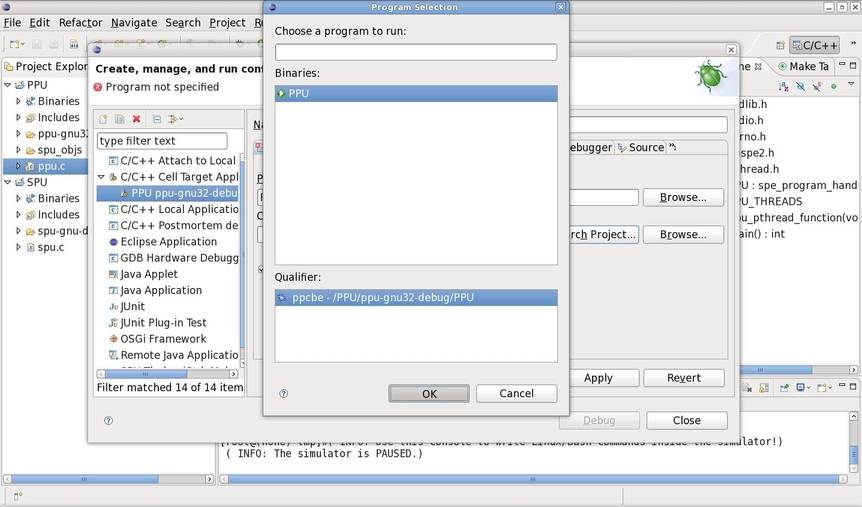 Program Selection
File Edit Refactor Navigate Search Project
Choose a program to run:
C/C++
Project Explor
Create, manage, and run con
Program not specified
Make Ta
PPU
Binaries
Includes
ppu-gnu32
spu_objs
ppu.c
SPU
Binaries
Includes
spu-gnu-d
spu.c
type filter text
C/C++ Attach to Local
C/C++ Cell Target Appl
PPU ppu-gnu32-debu
C/C++ Local Applicatio
C/C++ Postmortem de
Eclipse Application
GDB Hardware Debugg
Java Applet
Java Application
JUnit
JUnit Plug-in Test
OSGi Framework
Remote Java Applicatio
Filter matched 14 of 14 item
Binaries:
PPU
Qualifier:
ppcbe - /PPU/ppu-gnu32-debug/PPU
OK
Cancel
ebugger
Source
Browse...
rch Project...
Browse...
Apply
Revert
Debug
Close
dlib.h
dio.h
rno.h
spe2.h
hread.h
PU : spe_program_hand
PU_THREADS
pu_pthread_function(vo
ain() : int
[root@(none) tmp]#( INFO: Use this console to write Linux/Bash commands inside the simulator!)
( INFO: The simulator is PAUSED.)